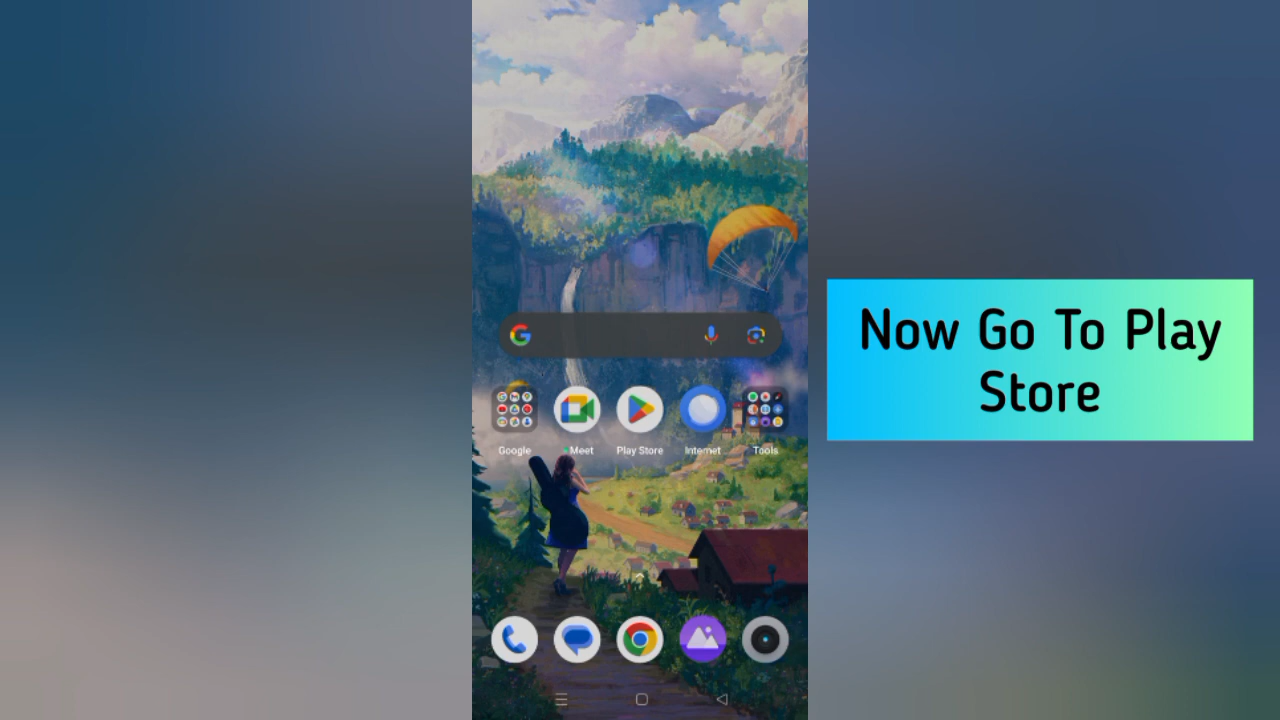 Now Go To Play
Store
Google
Meet
Play Store
Internet
Tools